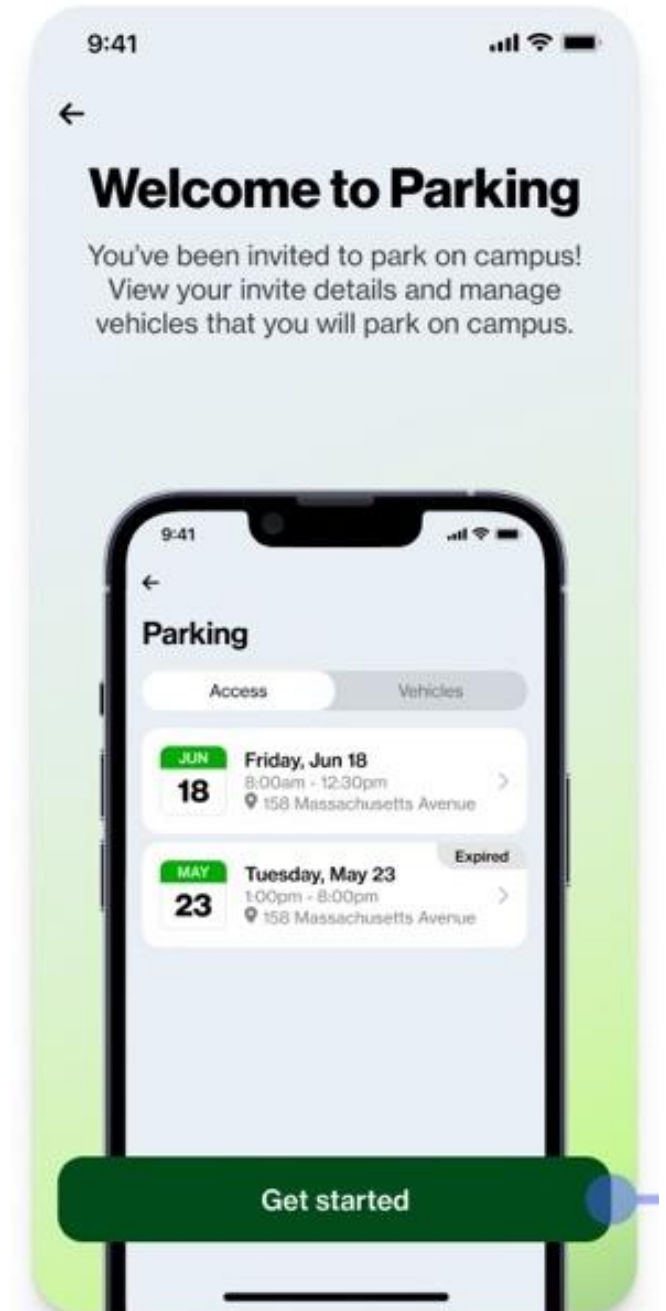 9:41
Welcome to Parking
You've been invited to park on campus!
View your invite details and manage
vehicles that you will park on campus.
9:41
Parking
Access Vehicles
JUN
18
Friday, Jun 18
8:00am - 12:30pm
158 Massachusetts Avenue
Expired
MAY
23
Tuesday, May 23
1:00pm - 8:00pm
158 Massachusetts Avenue
Get started